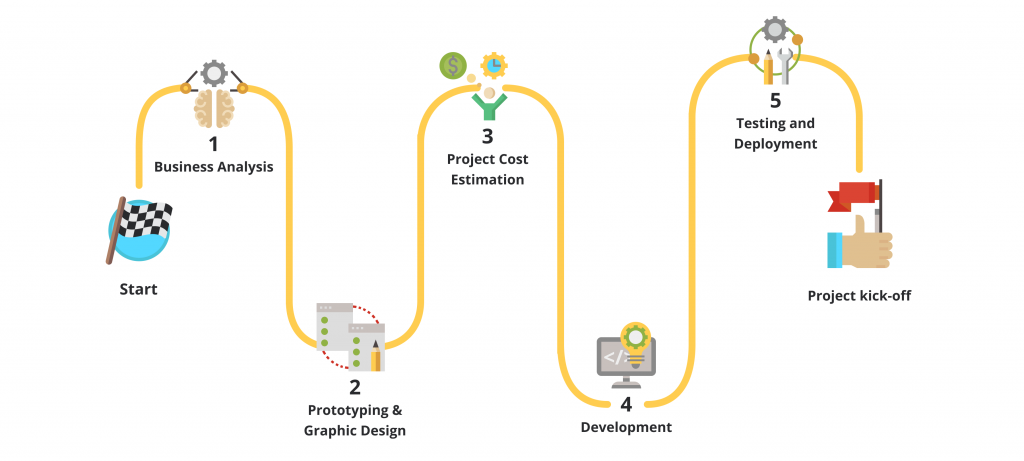 Start
1
Business Analysis
2
Prototyping &
Graphic Design
$
3
Project Cost
Estimation
</>
4
Development
5
Testing and
Deployment
Project kick-off